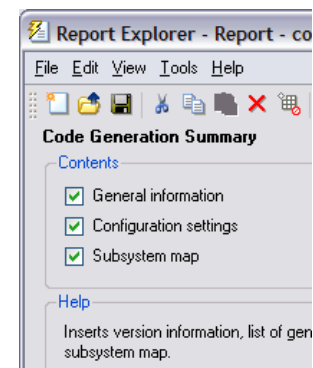 Report Explorer - Report - co
File Edit View Tools Help
Code Generation Summary
Contents
General information
Configuration settings
Subsystem map
Help
Inserts version information, list of gen
subsystem map.